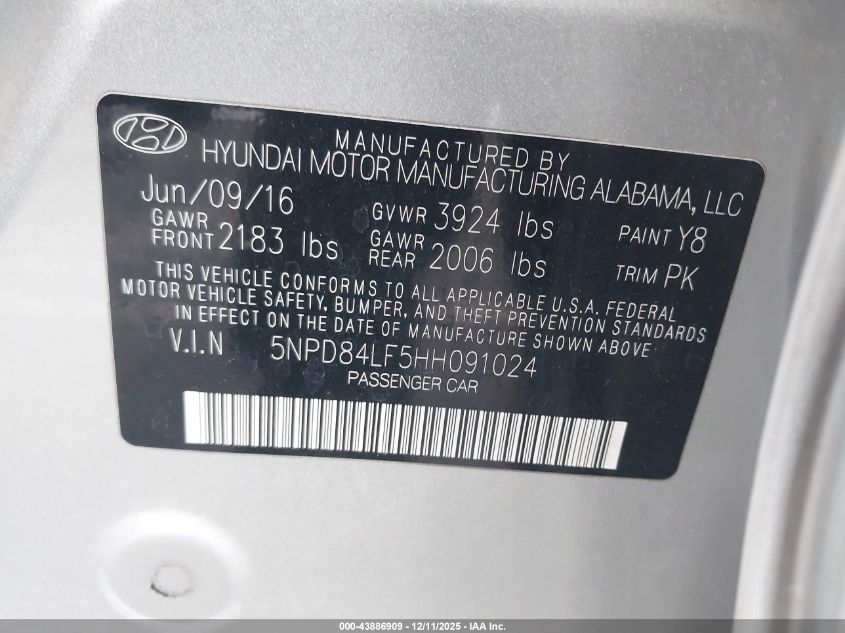 MANUFACTURED BY
HYUNDAI MOTOR MANUFACTURING ALABAMA, LLC
Jun/09/16 GVWR 3924 lbs PAINT Y8
GAWR FRONT 2183 lbs GAWR REAR 2006 lbs TRIM PK
THIS VEHICLE CONFORMS TO ALL APPLICABLE U.S.A. FEDERAL
MOTOR VEHICLE SAFETY, BUMPER, AND THEFT PREVENTION STANDARDS
IN EFFECT ON THE DATE OF MANUFACTURE SHOWN ABOVE.
V.I.N 5NPD84LF5HH091024
PASSENGER CAR
000-43886909 - 12/11/2025 - IAA Inc.